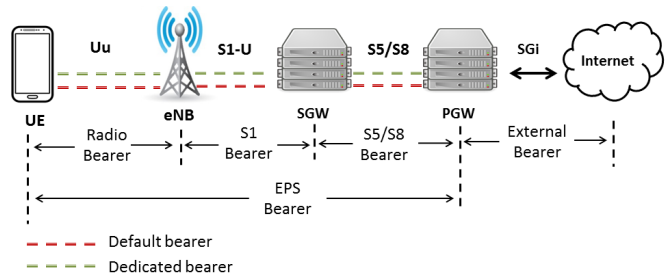 Uu
S1-U
S5/S8
SGi
Internet
UE
eNB
SGW
PGW
Radio
Bearer
S1
Bearer
S5/S8
Bearer
External
Bearer
EPS
Bearer
Default bearer
Dedicated bearer